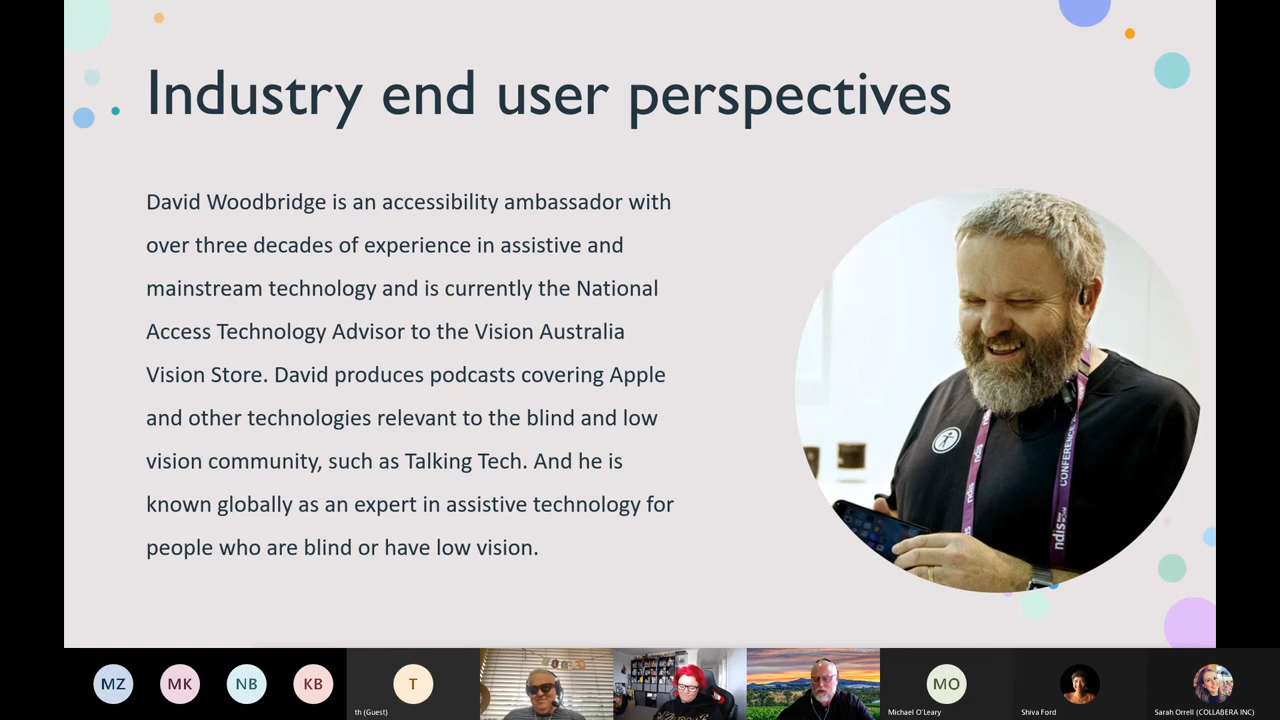 Industry end user perspectives
David Woodbridge is an accessibility ambassador with
over three decades of experience in assistive and
mainstream technology and is currently the National
Access Technology Advisor to the Vision Australia
Vision Store. David produces podcasts covering Apple
and other technologies relevant to the blind and low
vision community, such as Talking Tech. And he is
known globally as an expert in assistive technology for
people who are blind or have low vision.
ndis
CONFERENCE
ndis
MZ
MK
NB
KB
T
MO
th (Guest)
Michael O'Leary
Shiva Ford
Sarah Orrell (COLLABERA INC)